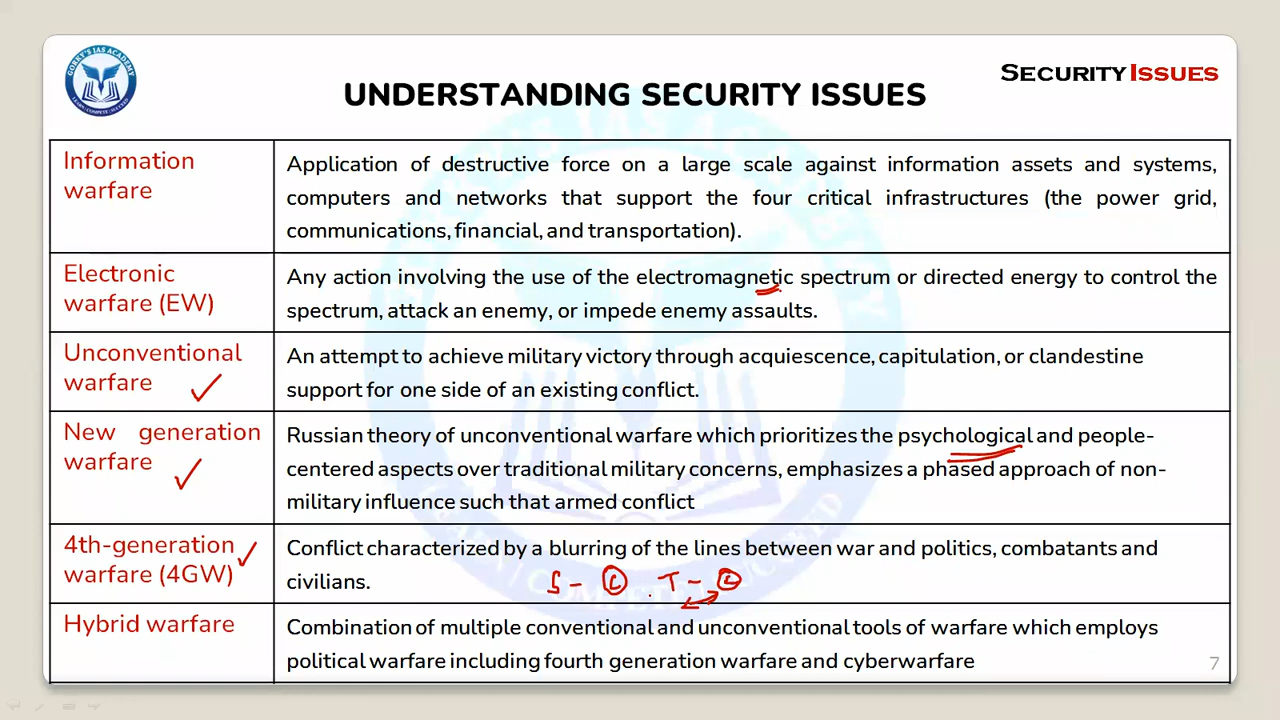 GORKY'S IAS ACADEMY
LEARN · COMPETE · SUCCEED
SECURITY ISSUES
UNDERSTANDING SECURITY ISSUES
Information
warfare
Application of destructive force on a large scale against information assets and systems,
computers and networks that support the four critical infrastructures (the power grid,
communications, financial, and transportation).
Electronic
warfare (EW)
Any action involving the use of the electromagnetic spectrum or directed energy to control the
spectrum, attack an enemy, or impede enemy assaults.
Unconventional
warfare
An attempt to achieve military victory through acquiescence, capitulation, or clandestine
support for one side of an existing conflict.
New generation
warfare
Russian theory of unconventional warfare which prioritizes the psychological and people-
centered aspects over traditional military concerns, emphasizes a phased approach of non-
military influence such that armed conflict
4th-generation
warfare (4GW)
Conflict characterized by a blurring of the lines between war and politics, combatants and
civilians.
S - C T - C
Hybrid warfare
Combination of multiple conventional and unconventional tools of warfare which employs
political warfare including fourth generation warfare and cyberwarfare
7